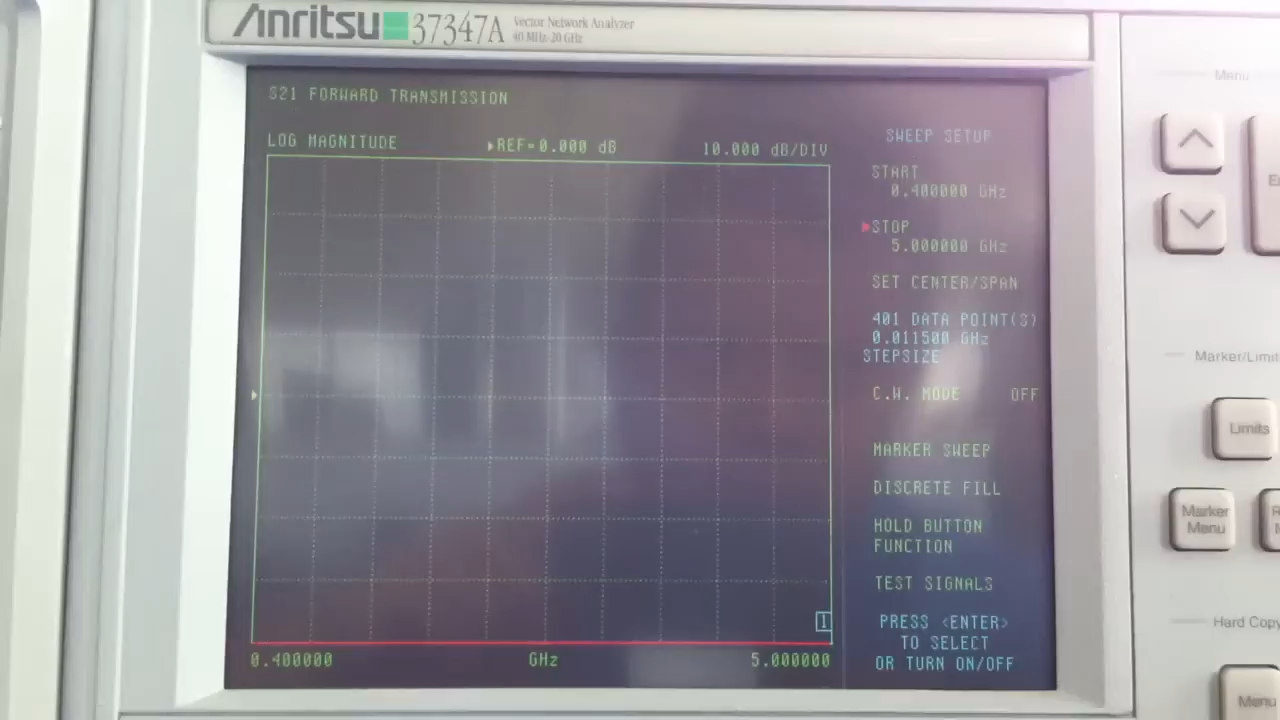 Anritsu 37347A Vector Network Analyzer
40 MHz-20 GHz
S21 FORWARD TRANSMISSION
LOG MAGNITUDE
▶REF=0.000 dB
10.000 dB/DIV
1
0.400000
GHz
5.000000
SWEEP SETUP
START
0.400000 GHz
▶STOP
5.000000 GHz
SET CENTER/SPAN
401 DATA POINT(S)
0.011500 GHz
STEPSIZE
C.W. MODE OFF
MARKER SWEEP
DISCRETE FILL
HOLD BUTTON
FUNCTION
TEST SIGNALS
PRESS <ENTER>
TO SELECT
OR TURN ON/OFF
Menu
Marker/Limit
Limits
Marker
Menu
Hard Copy
Menu